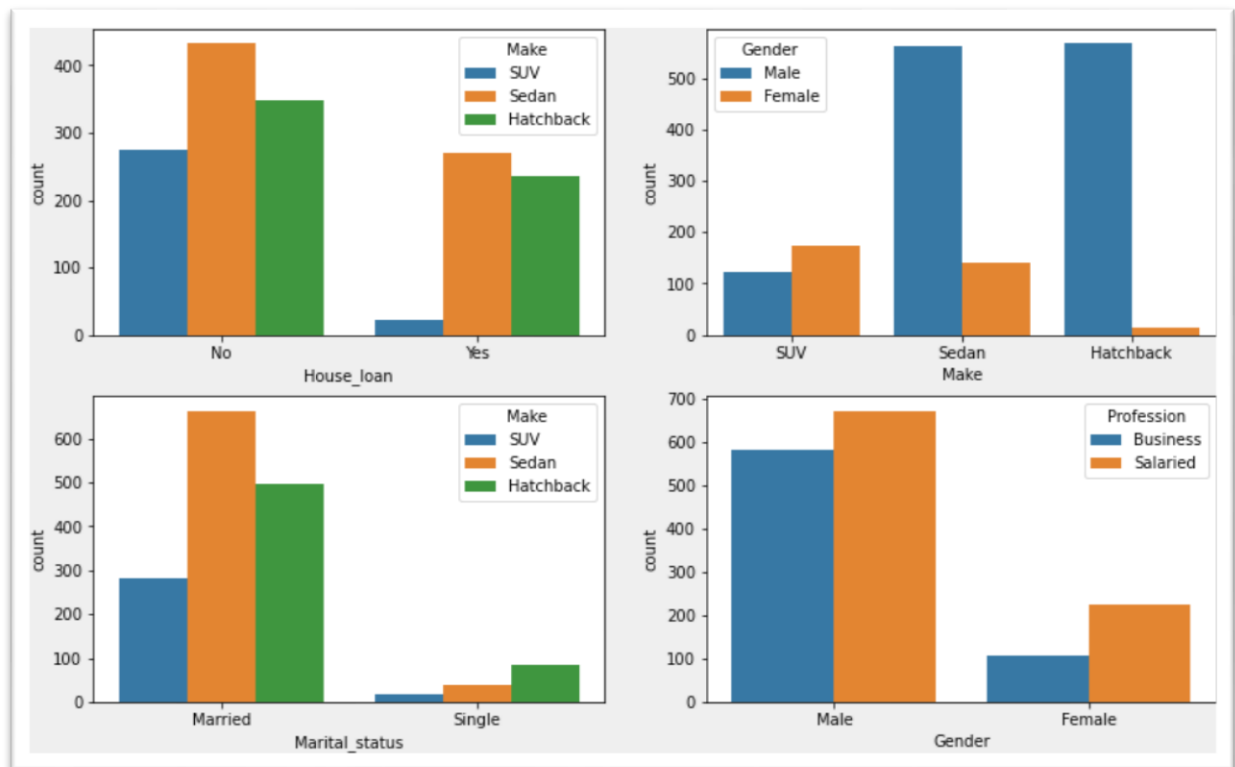 Make
SUV
Sedan
Hatchback
400
300
200
100
0
count
No
Yes
House_loan
Gender
Male
Female
500
400
300
200
100
0
count
SUV
Sedan
Hatchback
Make
Make
SUV
Sedan
Hatchback
600
500
400
300
200
100
0
count
Married
Single
Marital_status
Profession
Business
Salaried
700
600
500
400
300
200
100
0
count
Male
Female
Gender